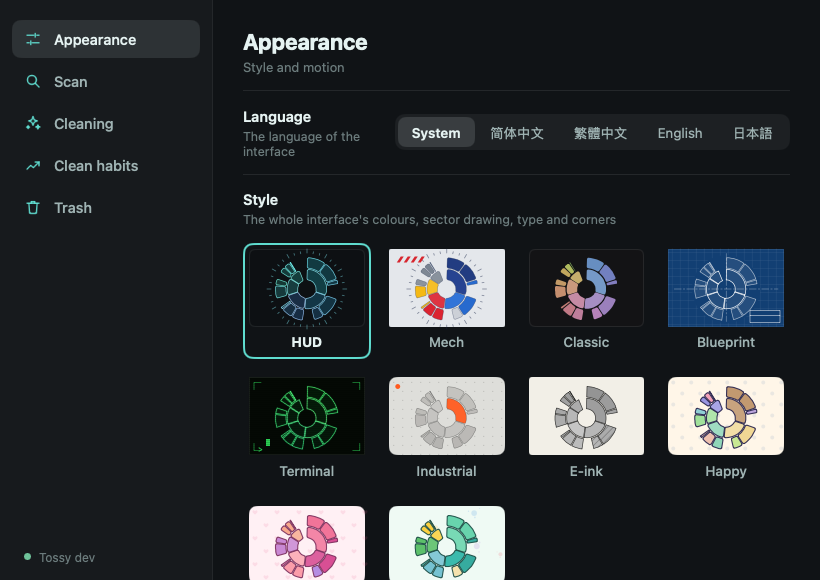 Appearance
Scan
Cleaning
Clean habits
Trash
Tossy dev
Appearance
Style and motion
Language
The language of the
interface
System
简体中文
繁體中文
English
日本語
Style
The whole interface's colours, sector drawing, type and corners
HUD
Mech
Classic
Blueprint
Terminal
Industrial
E-ink
Happy